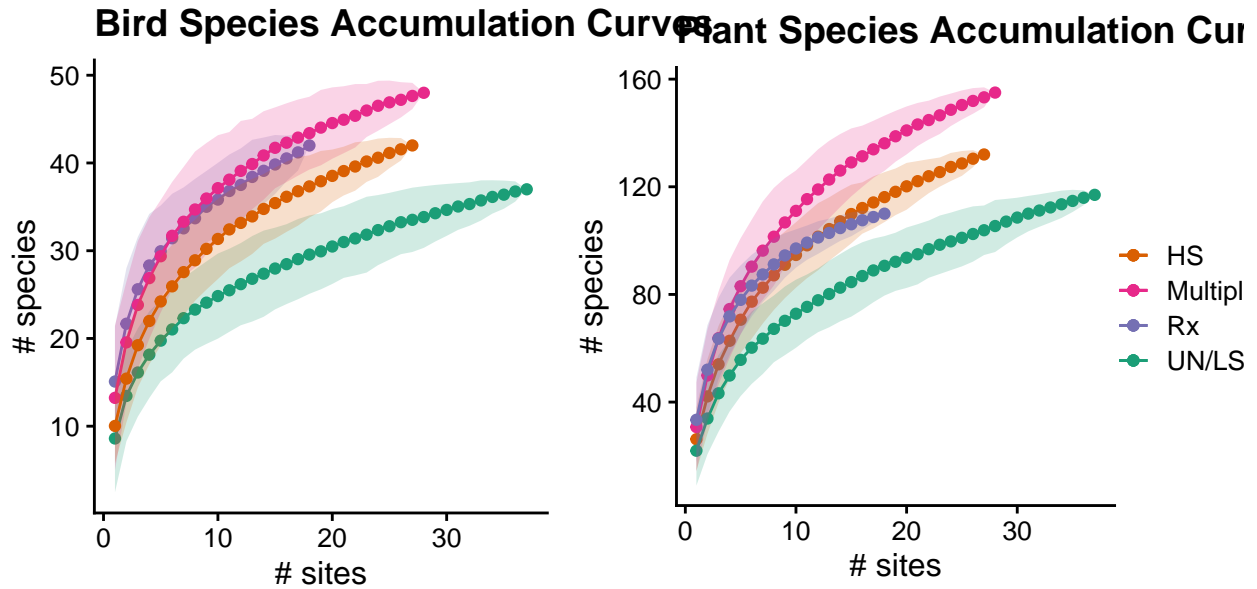 Bird Species Accumulation Curves
Plant Species Accumulation Cur
50
40
30
20
10
0
10
20
30
# species
# sites
160
120
80
40
0
10
20
30
# species
# sites
HS
Multipl
Rx
UN/LS